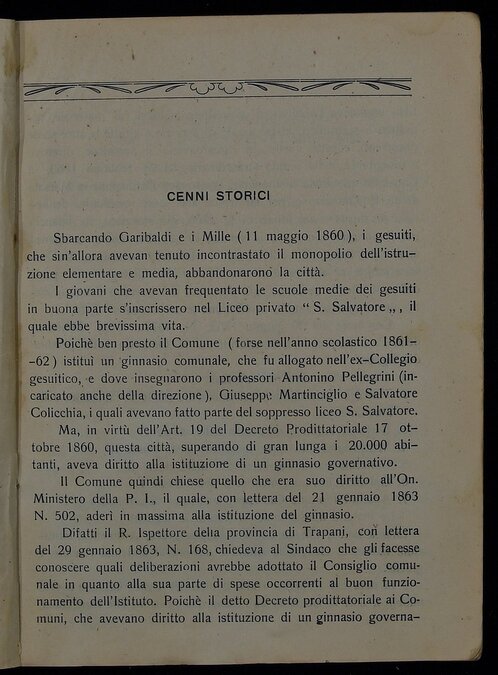 CENNI STORICI
Sbarcando Garibaldi e i Mille ( 11 maggio 1860 ), i gesuiti,
che sin'allora avevan tenuto incontrastato il monopolio dell'istru-
zione elementare e media, abbandonarono la città.
I giovani che avevan frequentato le scuole medie dei gesuiti
in buona parte s'inscrissero nel Liceo privato “ S. Salvatore „ , il
quale ebbe brevissima vita.
Poichè ben presto il Comune ( forse nell'anno scolastico 1861-
-62) istituì un ginnasio comunale, che fu allogato nell'ex-Collegio
gesuitico, e dove insegnarono i professori Antonino Pellegrini (in-
caricato anche della direzione ), Giuseppe Martinciglio e Salvatore
Colicchia, i quali avevano fatto parte del soppresso liceo S. Salvatore.
Ma, in virtù dell'Art. 19 del Decreto Prodittatoriale 17 ot-
tobre 1860, questa città, superando di gran lunga i 20.000 abi-
tanti, aveva diritto alla istituzione di un ginnasio governativo.
Il Comune quindi chiese quello che era suo diritto all'On.
Ministero della P. I., il quale, con lettera del 21 gennaio 1863
N. 502, aderì in massima alla istituzione del ginnasio.
Difatti il R. Ispettore della provincia di Trapani, con lettera
del 29 gennaio 1863, N. 168, chiedeva al Sindaco che gli facesse
conoscere quali deliberazioni avrebbe adottato il Consiglio comu-
nale in quanto alla sua parte di spese occorrenti al buon funzio-
namento dell'Istituto. Poichè il detto Decreto prodittatoriale ai Co-
muni, che avevano diritto alla istituzione di un ginnasio governa-